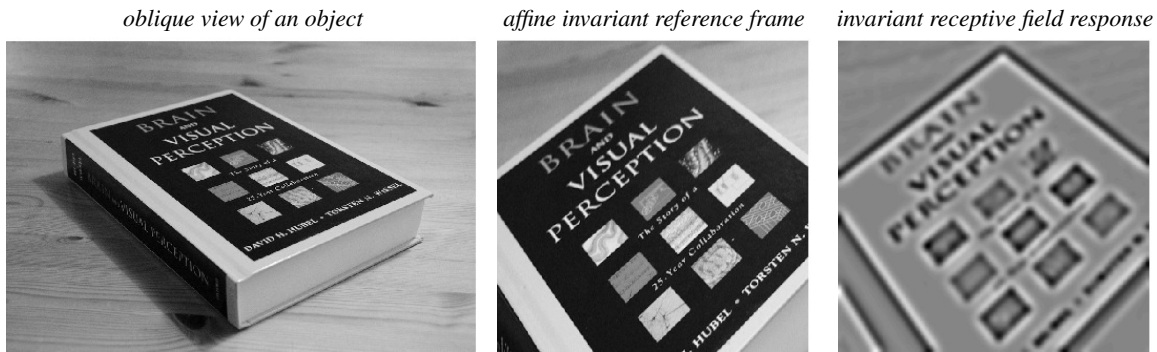 oblique view of an object
affine invariant reference frame
invariant receptive field response
BRAIN
AND
VISUAL
PERCEPTION
The Story of a
25-Year Collaboration
DAVID H. HUBEL • TORSTEN N. WIESEL
VISUAL PERCEPTION
BRAIN
AND
VISUAL
PERCEPTION
The Story of a
25-Year Collaboration
HUBEL • TORSTEN N.
BRAIN
VISUAL
PERCEPTION